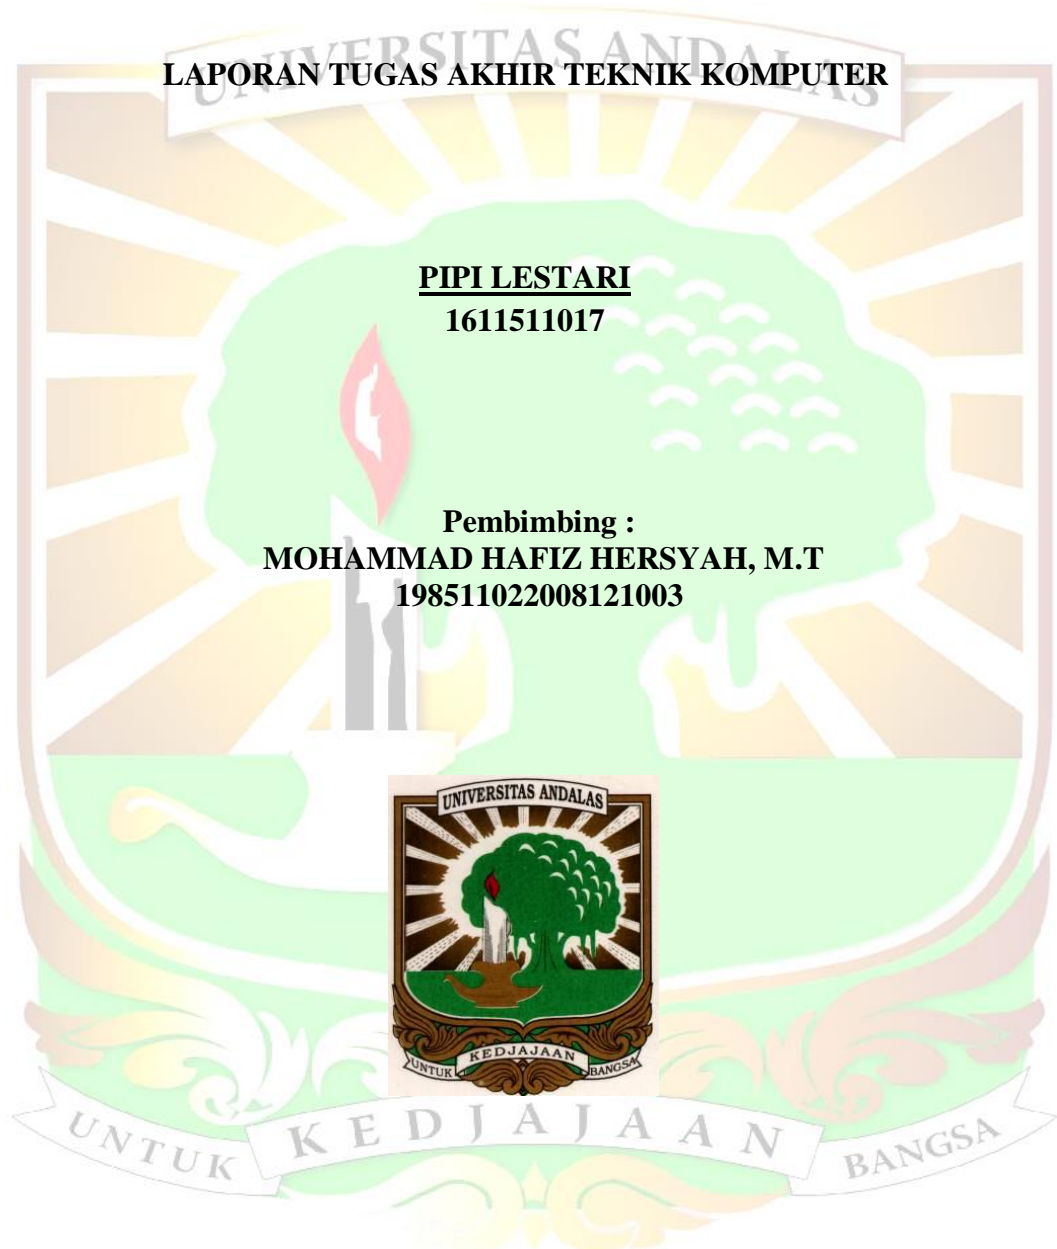 UNIVERSITAS ANDALAS
LAPORAN TUGAS AKHIR TEKNIK KOMPUTER
PIPI LESTARI
1611511017
Pembimbing :
MOHAMMAD HAFIZ HERSYAH, M.T
198511022008121003
UNIVERSITAS ANDALAS
UNTUK KEDJAJAAN BANGSA
UNTUK KEDJAJAAN BANGSA